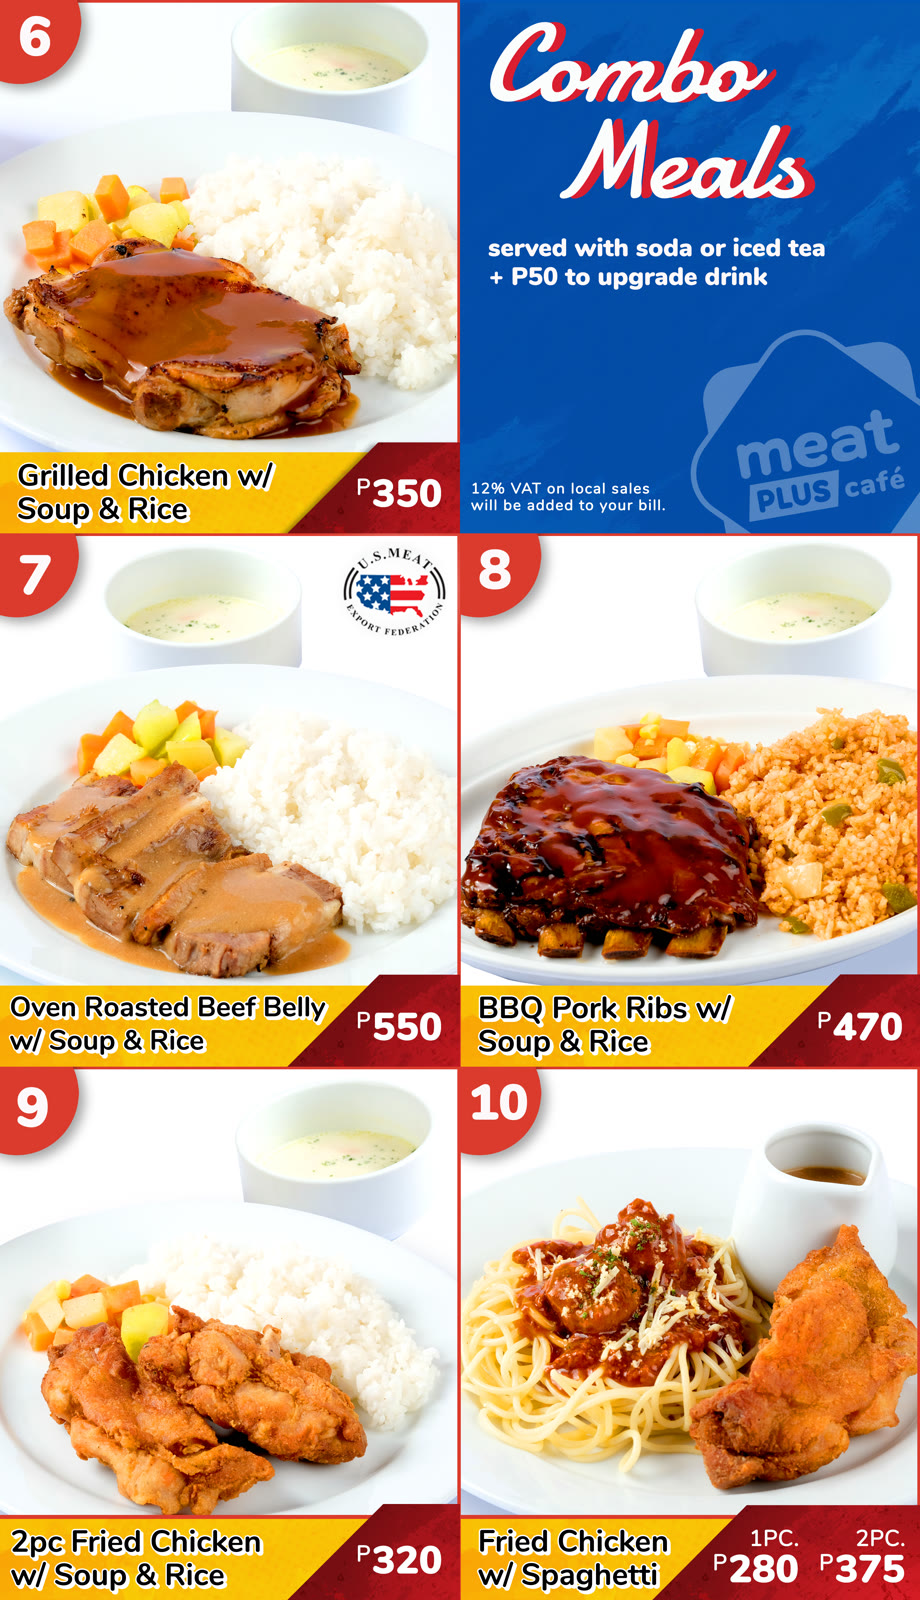 6
Combo
Meals
served with soda or iced tea
+ P50 to upgrade drink
meat
PLUS café
12% VAT on local sales
will be added to your bill.
Grilled Chicken w/
Soup & Rice
P350
7
U.S. MEAT
EXPORT FEDERATION
Oven Roasted Beef Belly
w/ Soup & Rice
P550
8
BBQ Pork Ribs w/
Soup & Rice
P470
9
2pc Fried Chicken
w/ Soup & Rice
P320
10
Fried Chicken
w/ Spaghetti
1PC. 2PC.
P280 P375